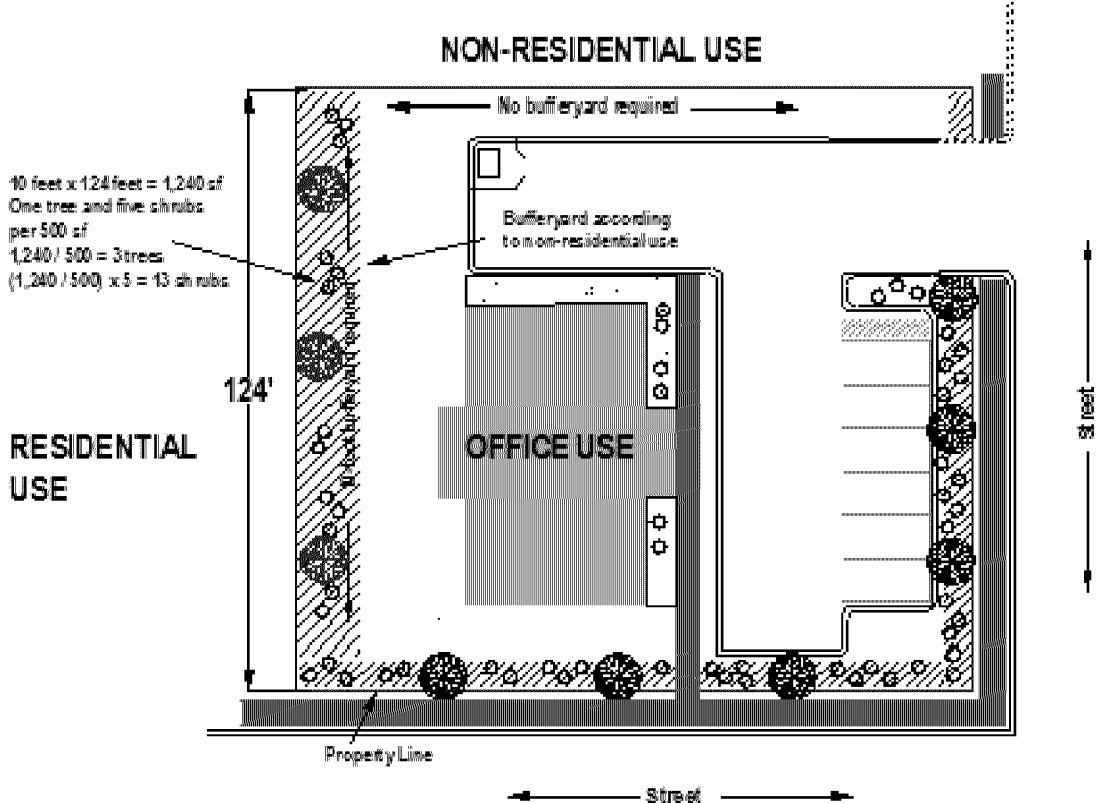 NON-RESIDENTIAL USE
No bufferyard required
10 feet x 124 feet = 1,240 sf
One tree and five shrubs
per 500 sf
1,240 / 500 = 3 trees
(1,240 / 500) x 5 = 13 shrubs
Bufferyard according
to non-residential use
124'
RESIDENTIAL
USE
OFFICE USE
Street
Property Line
Street